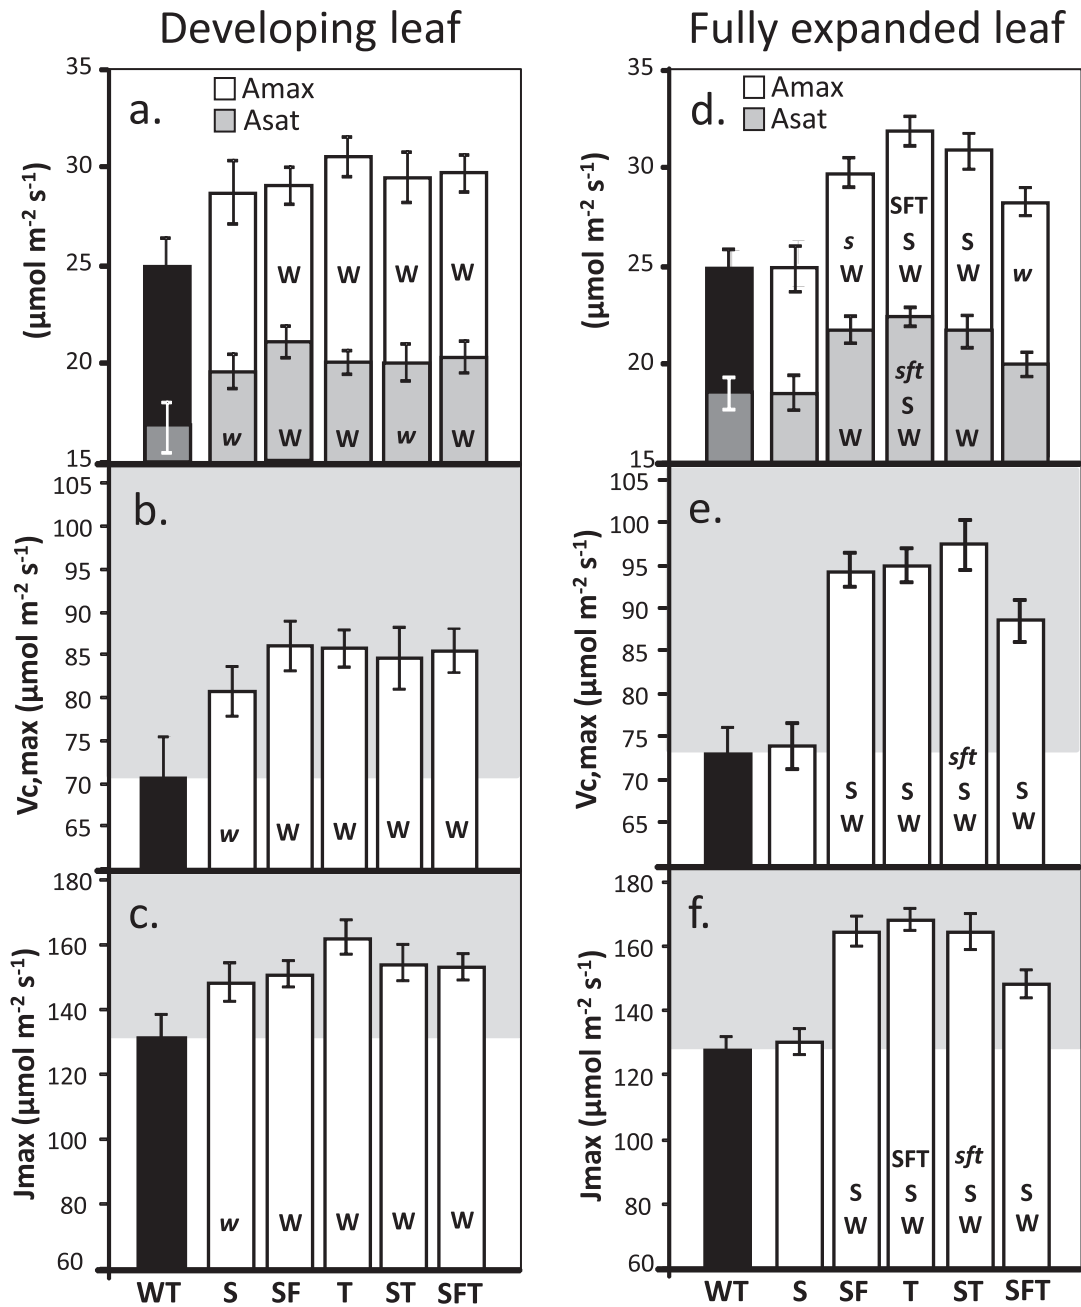 Developing leaf
Fully expanded leaf
a.
Amax
Asat
35
30
25
20
15
(µmol m-2 s-1)
W W W W
w W W w W
d.
Amax
Asat
35
30
25
20
15
(µmol m-2 s-1)
SFT
s S S
W W W w
sft
S
W W W
b.
105
100
95
90
85
80
75
70
65
Vc,max (µmol m-2 s-1)
w W W W W
e.
105
100
95
90
85
80
75
70
65
Vc,max (µmol m-2 s-1)
sft
S S S S
W W W W
c.
180
160
140
120
100
80
60
Jmax (µmol m-2 s-1)
w W W W W
WT S SF T ST SFT
f.
180
160
140
120
100
80
60
Jmax (µmol m-2 s-1)
SFT sft
S S S S
W W W W
WT S SF T ST SFT